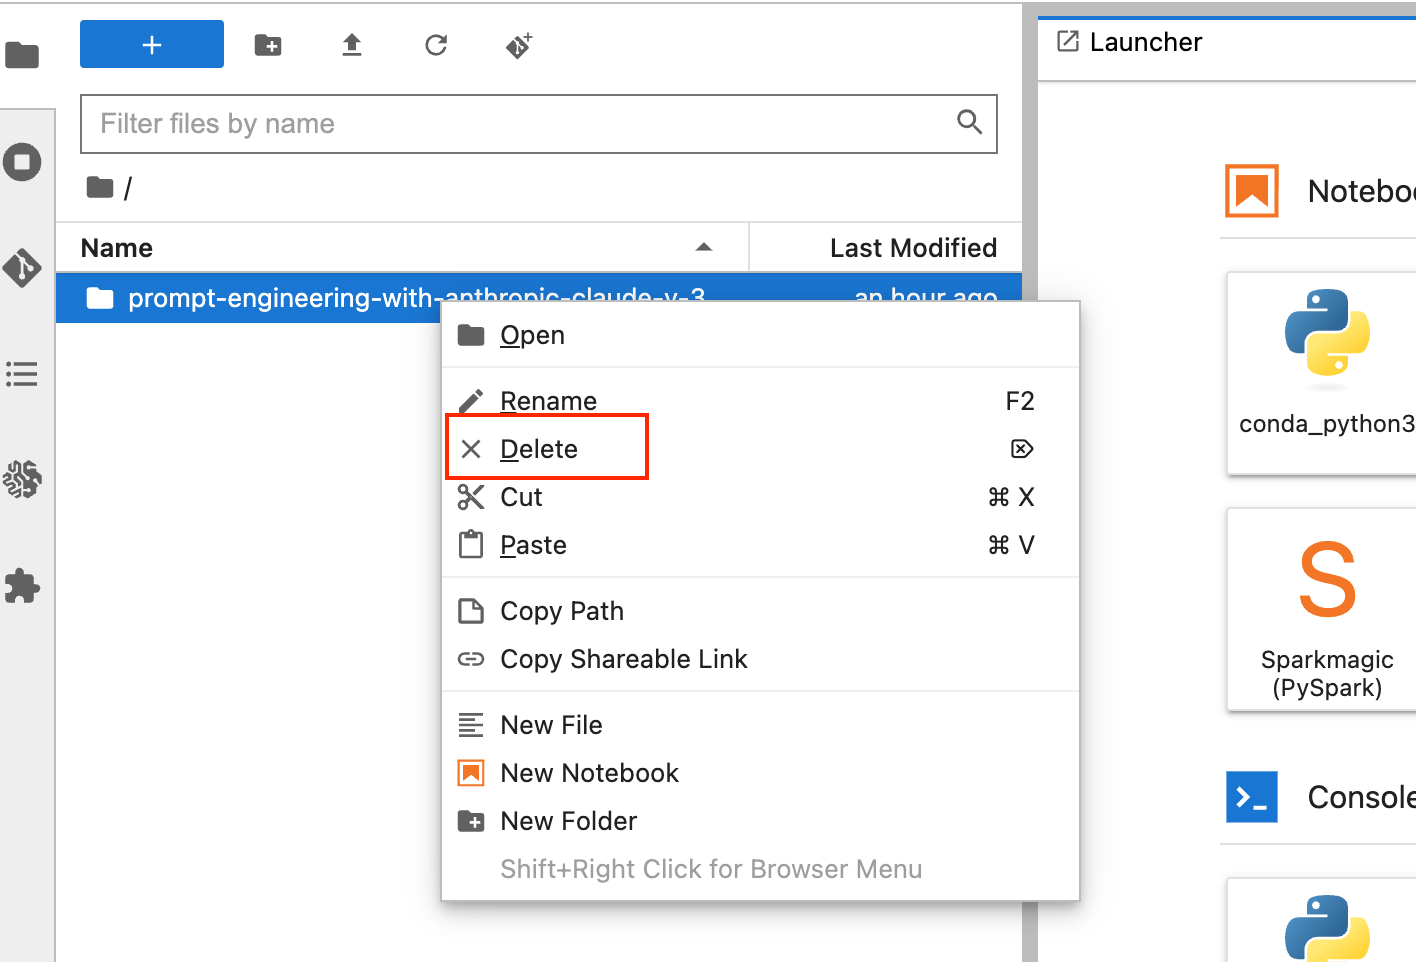 Launcher
Filter files by name
/
Name Last Modified
prompt-engineering-with-anthropic-claude-v-3 an hour ago
Open
Rename F2
Delete
Cut ⌘ X
Paste ⌘ V
Copy Path
Copy Shareable Link
New File
New Notebook
New Folder
Shift+Right Click for Browser Menu
Notebo
conda_python3
S
Sparkmagic
(PySpark)
Console